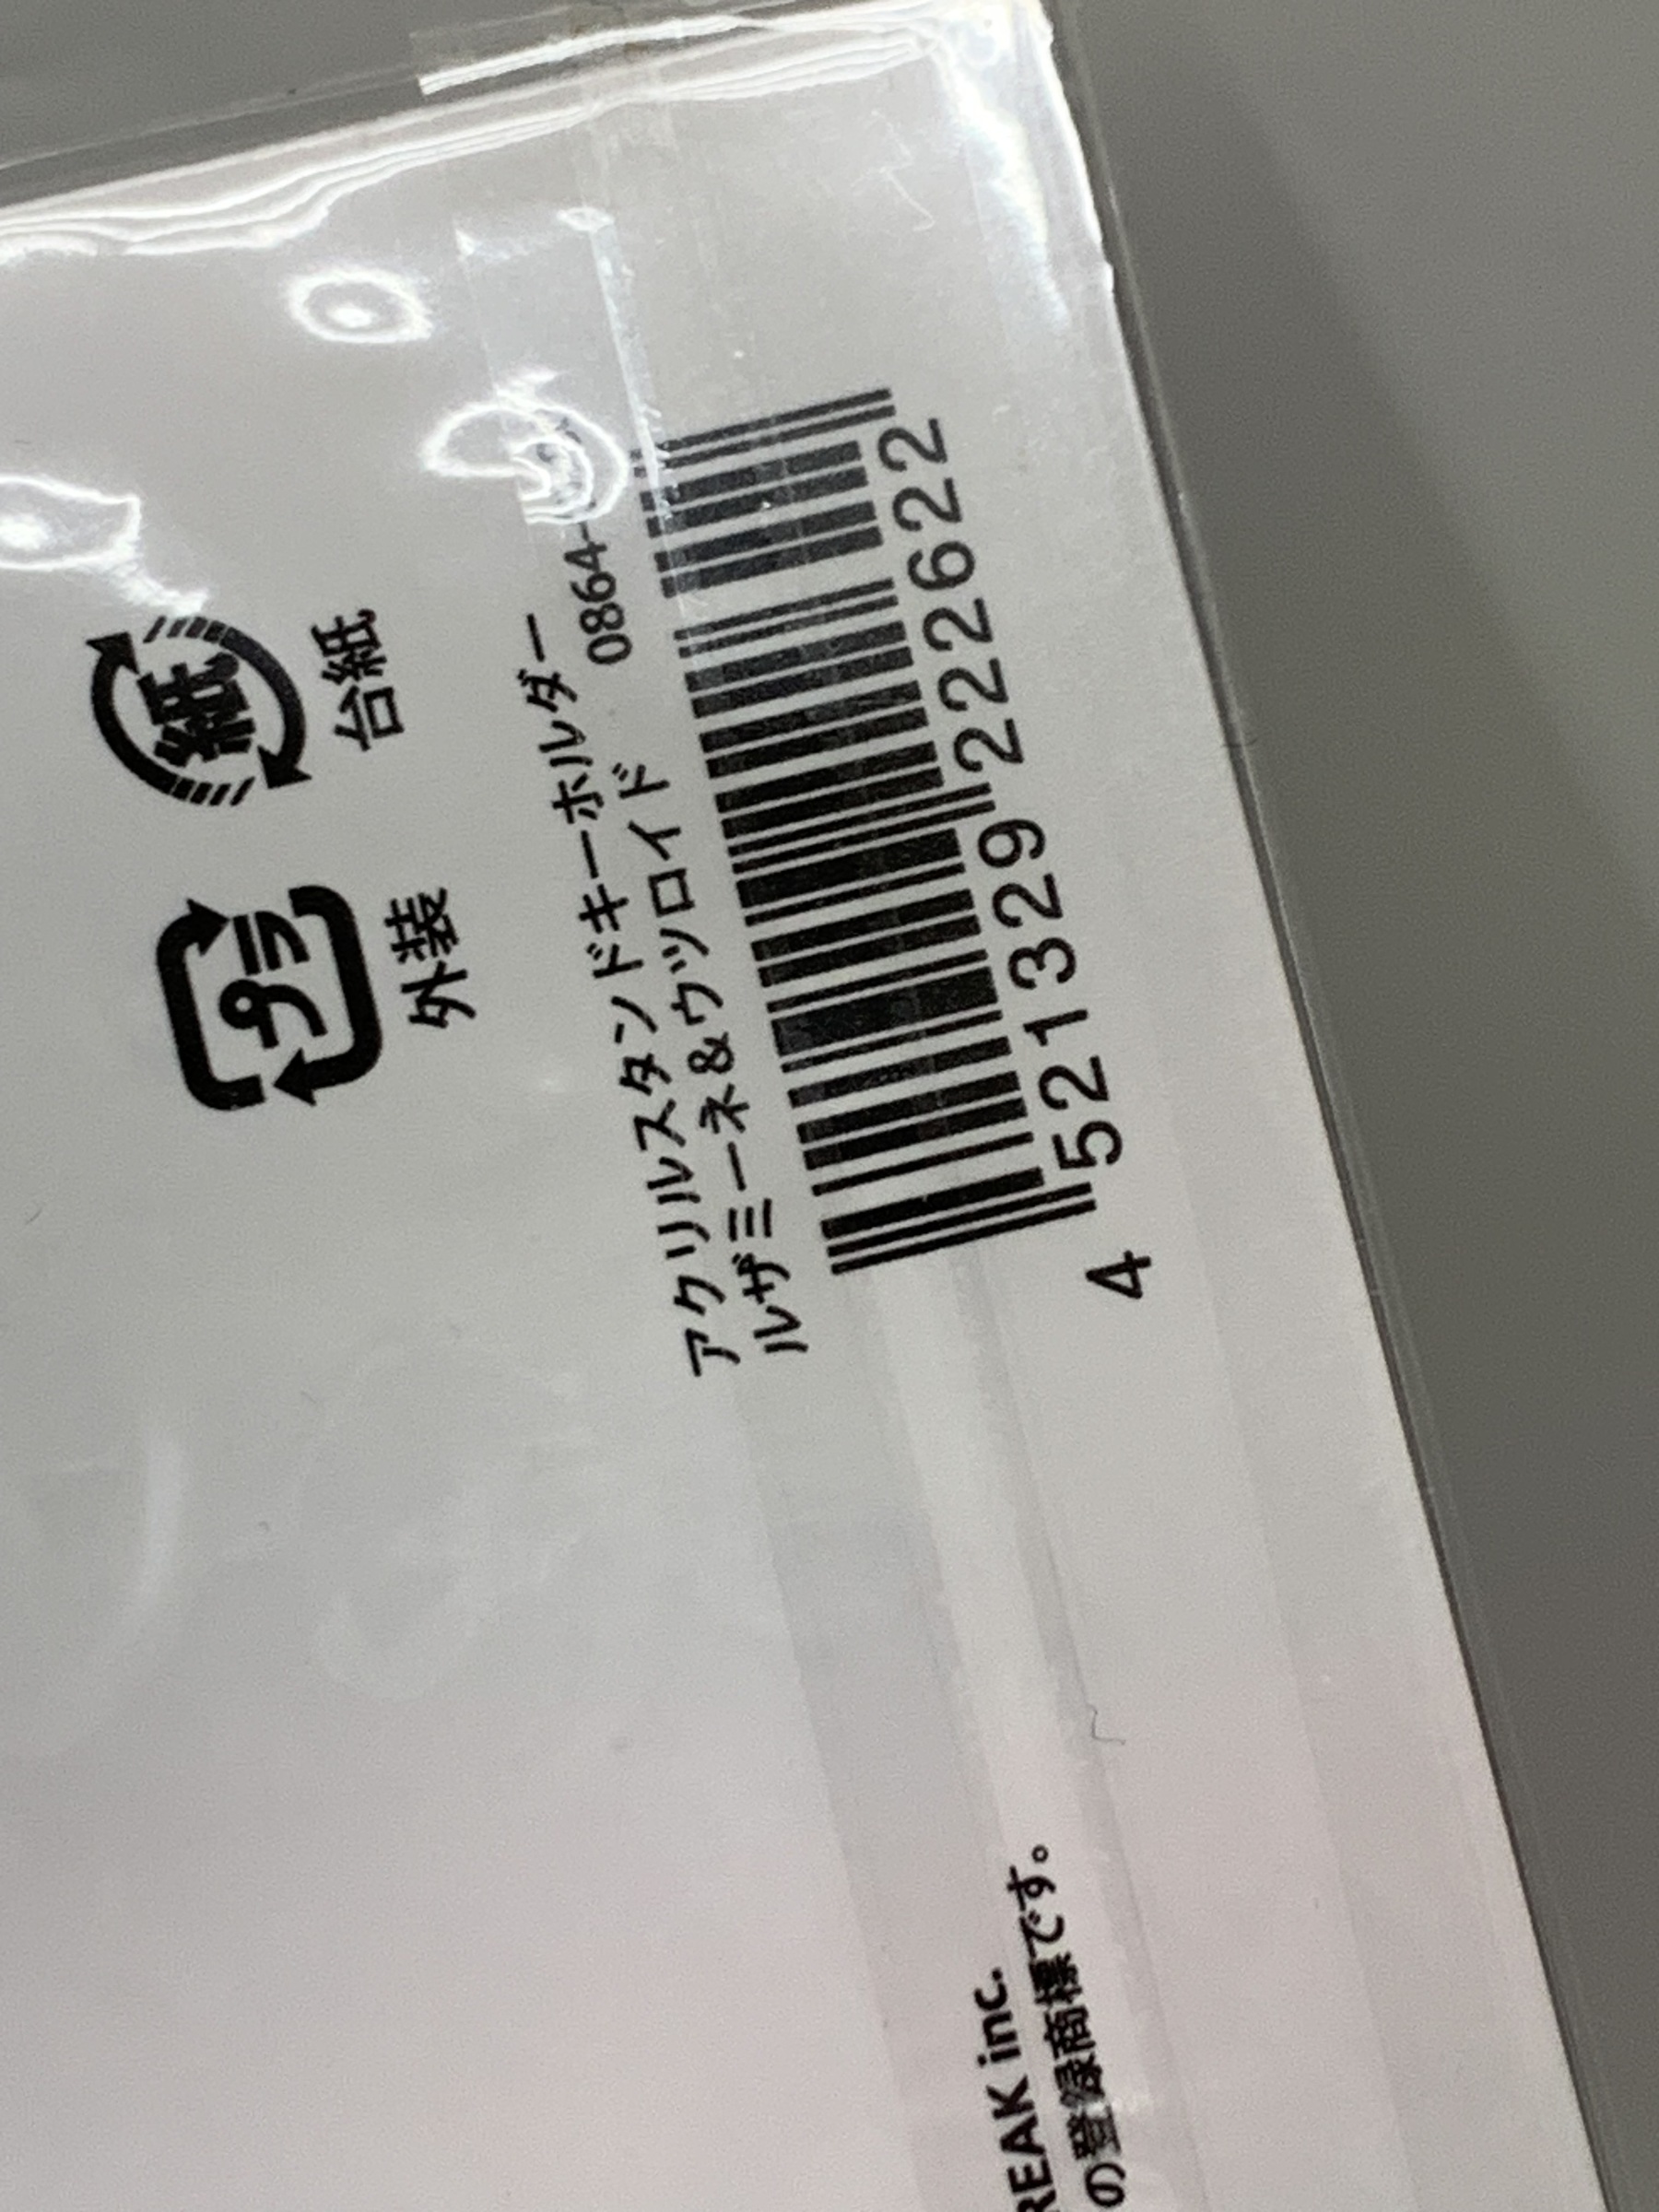 プラ
外装
紙
台紙
アクリルスタンドキーホルダー
ルザミーネ&ウツロイド
0864-
4 521329 222622
REAK inc.
の登録商標です。